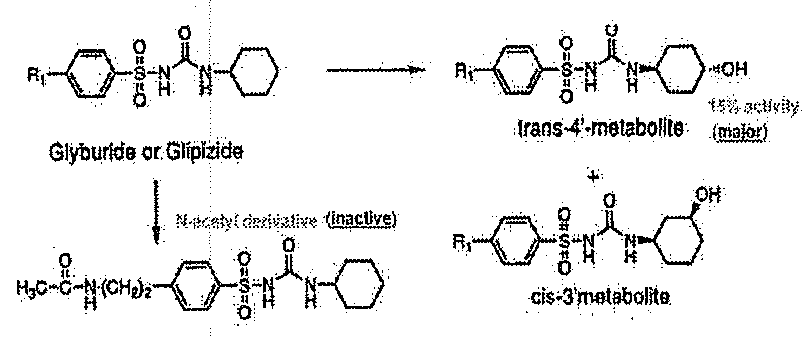 Glyburide or Glipizide
15% activity
trans-4'-metabolite (major)
+
N-acetyl derivative (inactive)
cis-3'metabolite
R₁
O
O
S
N
H
O
N
H
R₁
O
O
S
N
H
O
N
H
OH
H₃C-C-N(CH₂)₂
O
H
O
O
S
N
H
O
N
H
R₁
O
O
S
N
H
O
N
H
OH